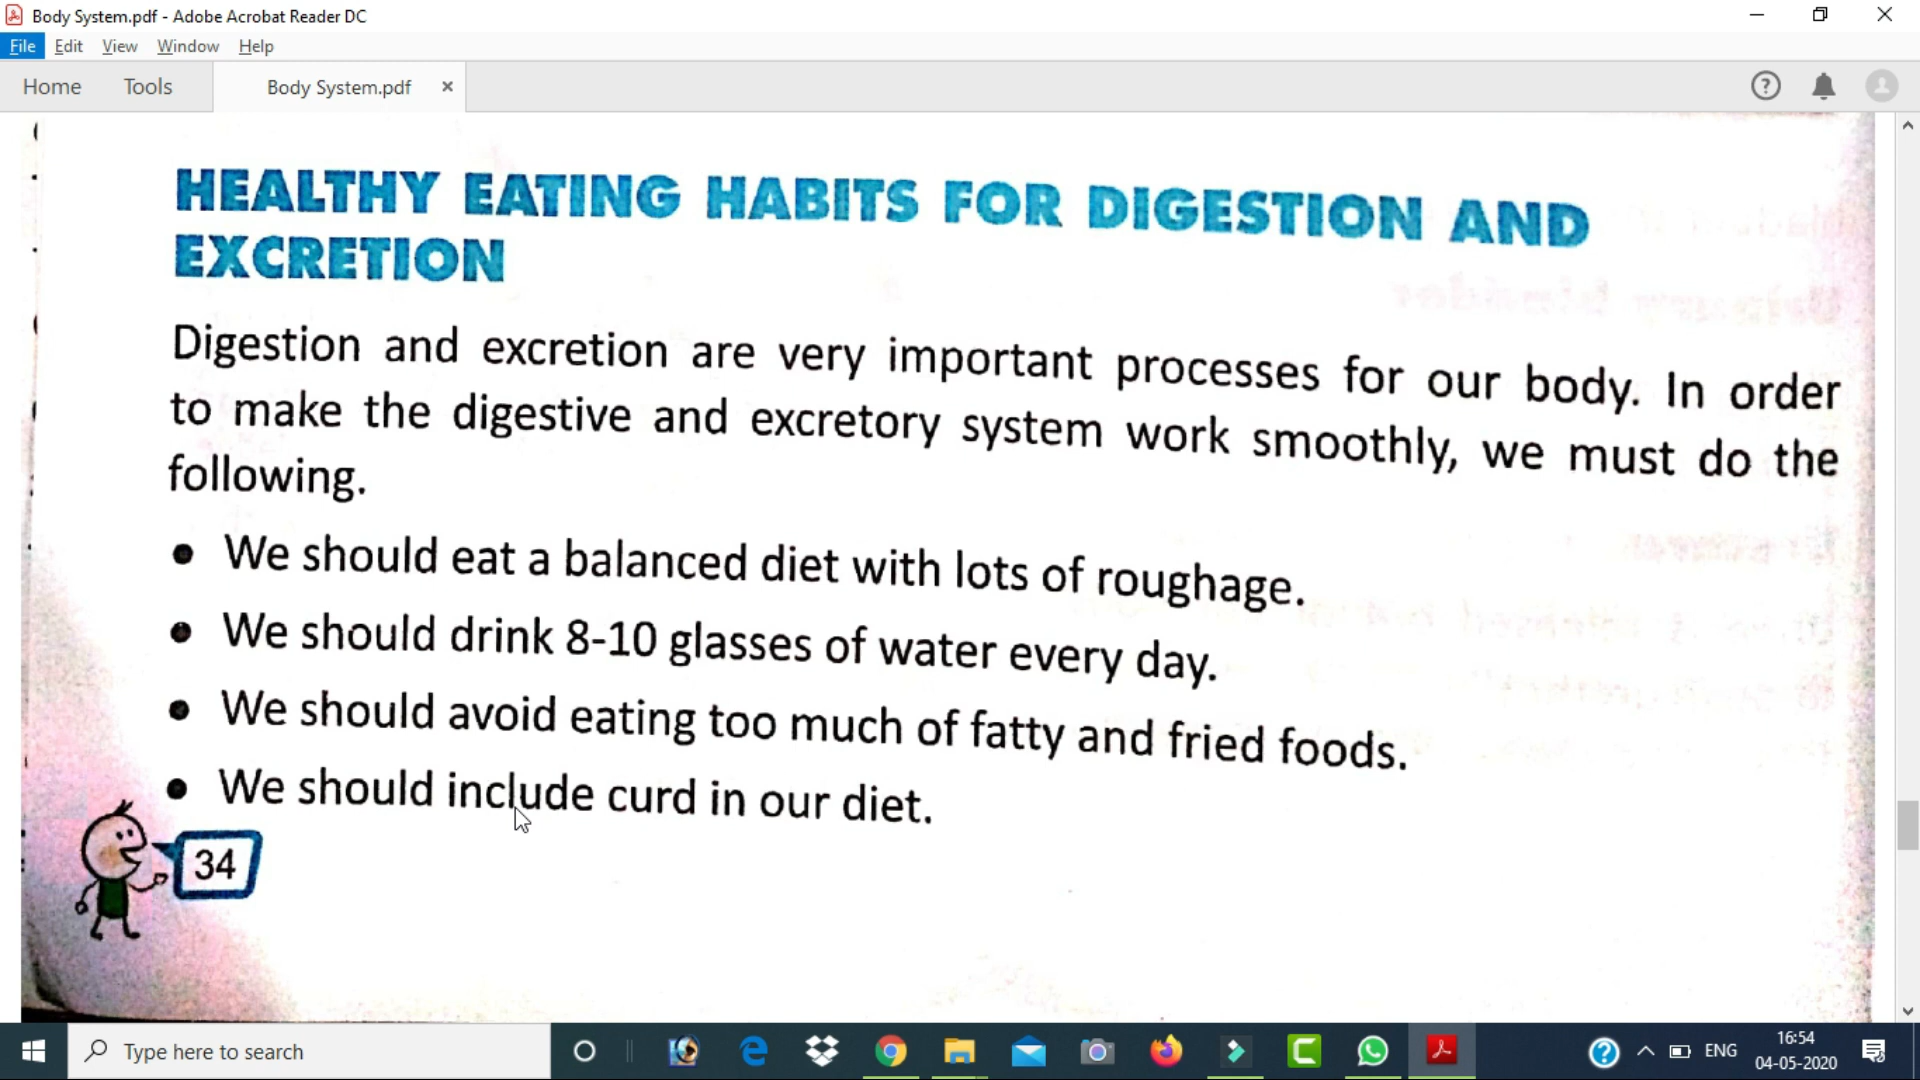 Body System.pdf - Adobe Acrobat Reader DC
File Edit View Window Help
Home Tools Body System.pdf
HEALTHY EATING HABITS FOR DIGESTION AND
EXCRETION
Digestion and excretion are very important processes for our body. In order
to make the digestive and excretory system work smoothly, we must do the
following.
• We should eat a balanced diet with lots of roughage.
• We should drink 8-10 glasses of water every day.
• We should avoid eating too much of fatty and fried foods.
• We should include curd in our diet.
34
Type here to search
ENG
16:54
04-05-2020